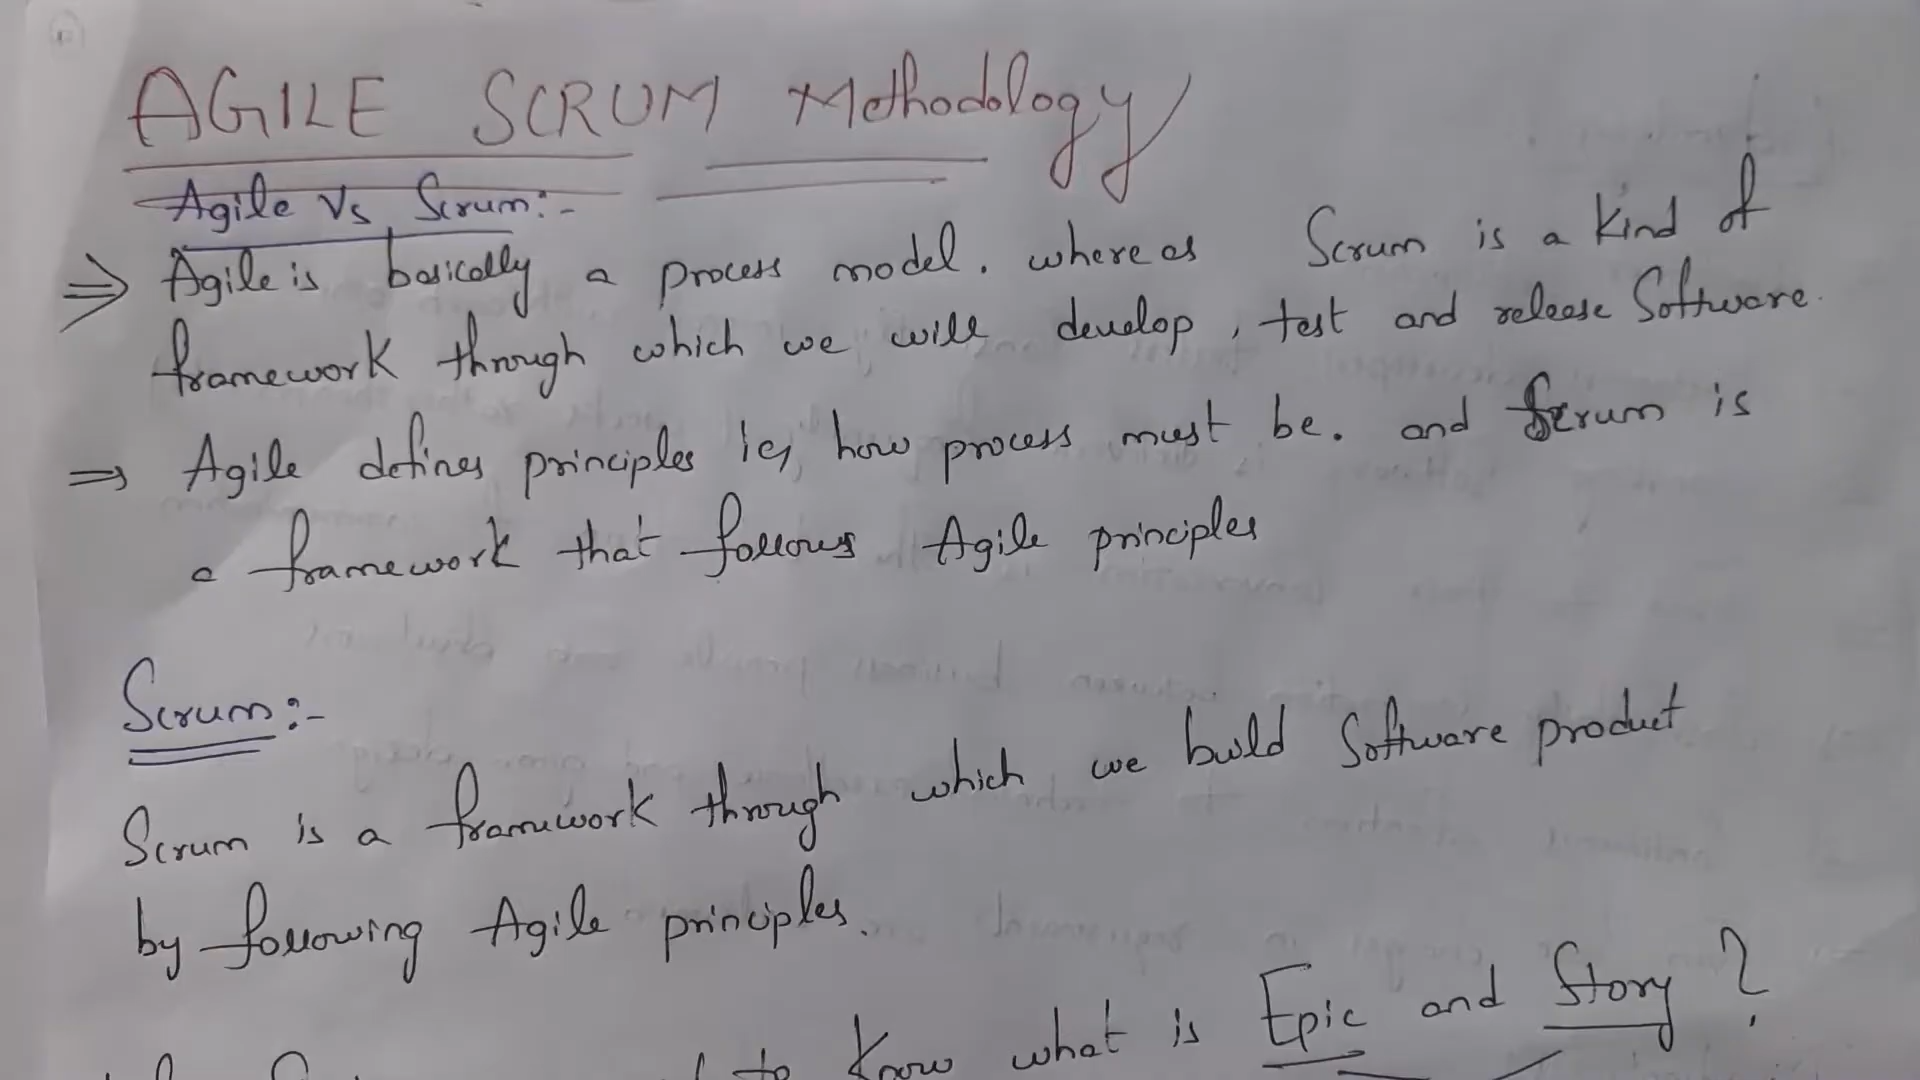 AGILE SCRUM Methodology
Agile Vs Scrum:-
⇒ Agile is basically a process model. where as Scrum is a kind of
framework through which we will develop, test and release Software.
⇒ Agile defines principles ie, how process must be. and Scrum is
a framework that follows Agile principles
Scrum:-
Scrum is a framework through which we build Software product
by following Agile principles.
to know what is Epic and Story?